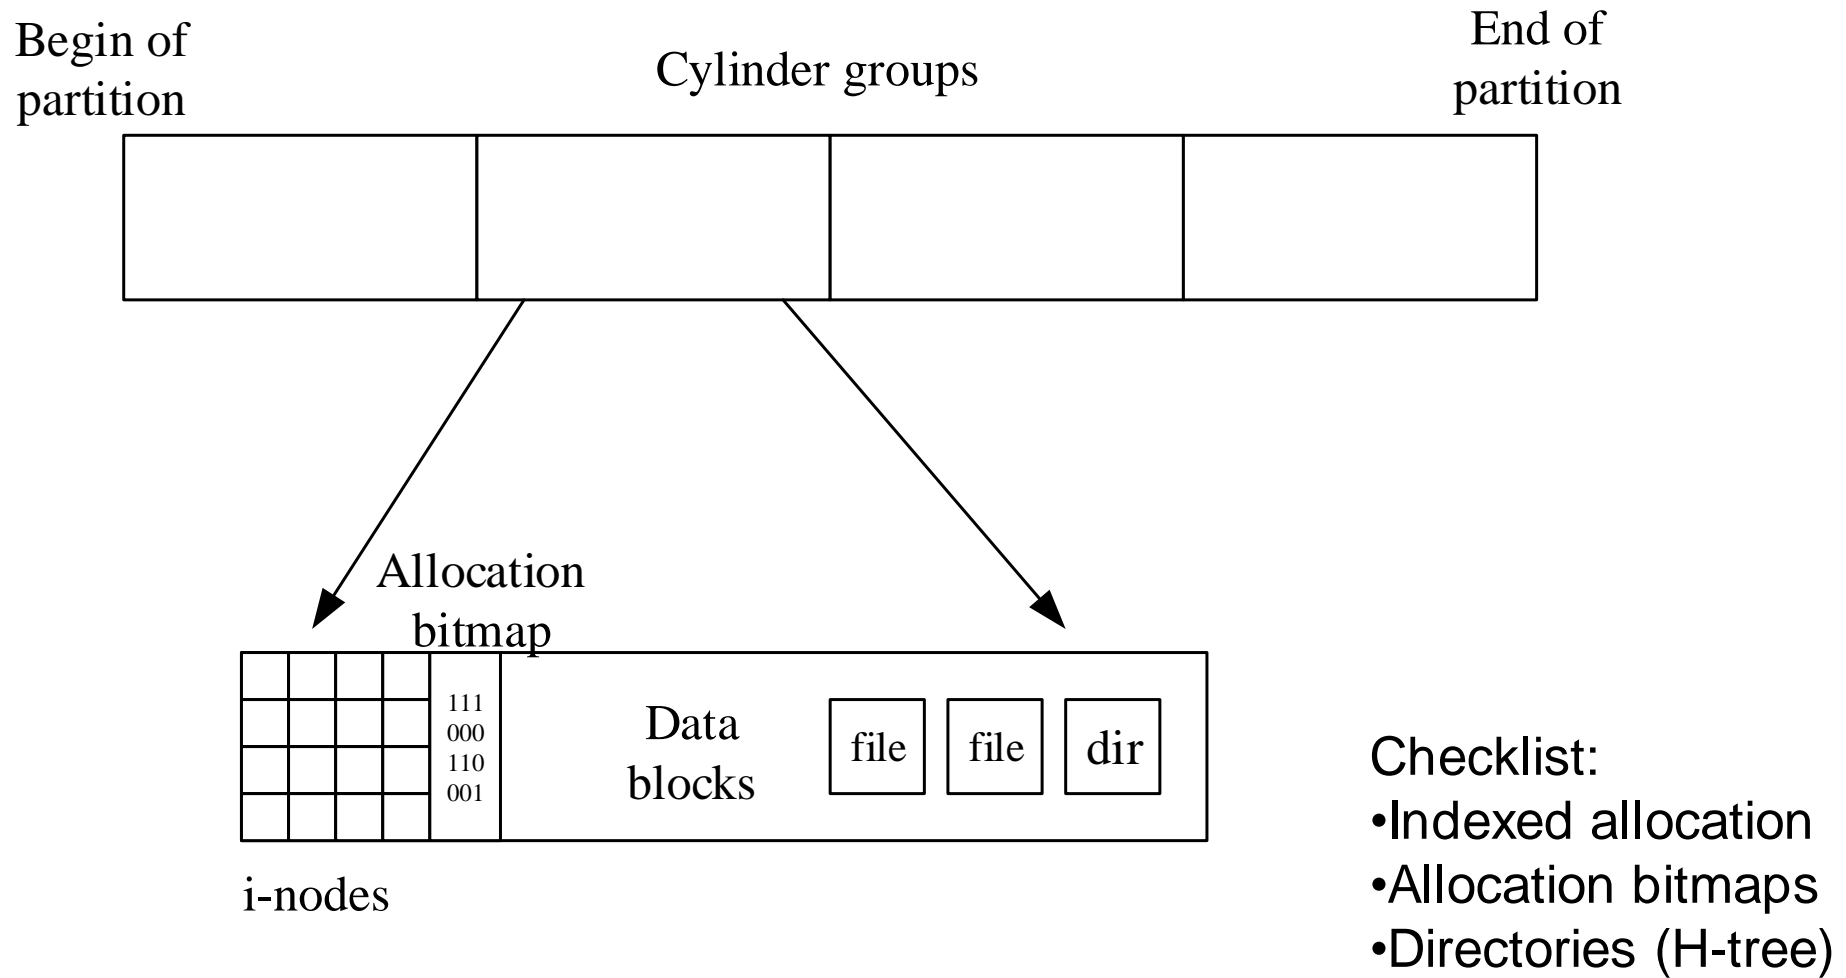 Begin of
partition
Cylinder groups
End of
partition
Allocation
bitmap
111
000
110
001
Data
blocks
file
file
dir
i-nodes
Checklist:
•Indexed allocation
•Allocation bitmaps
•Directories (H-tree)